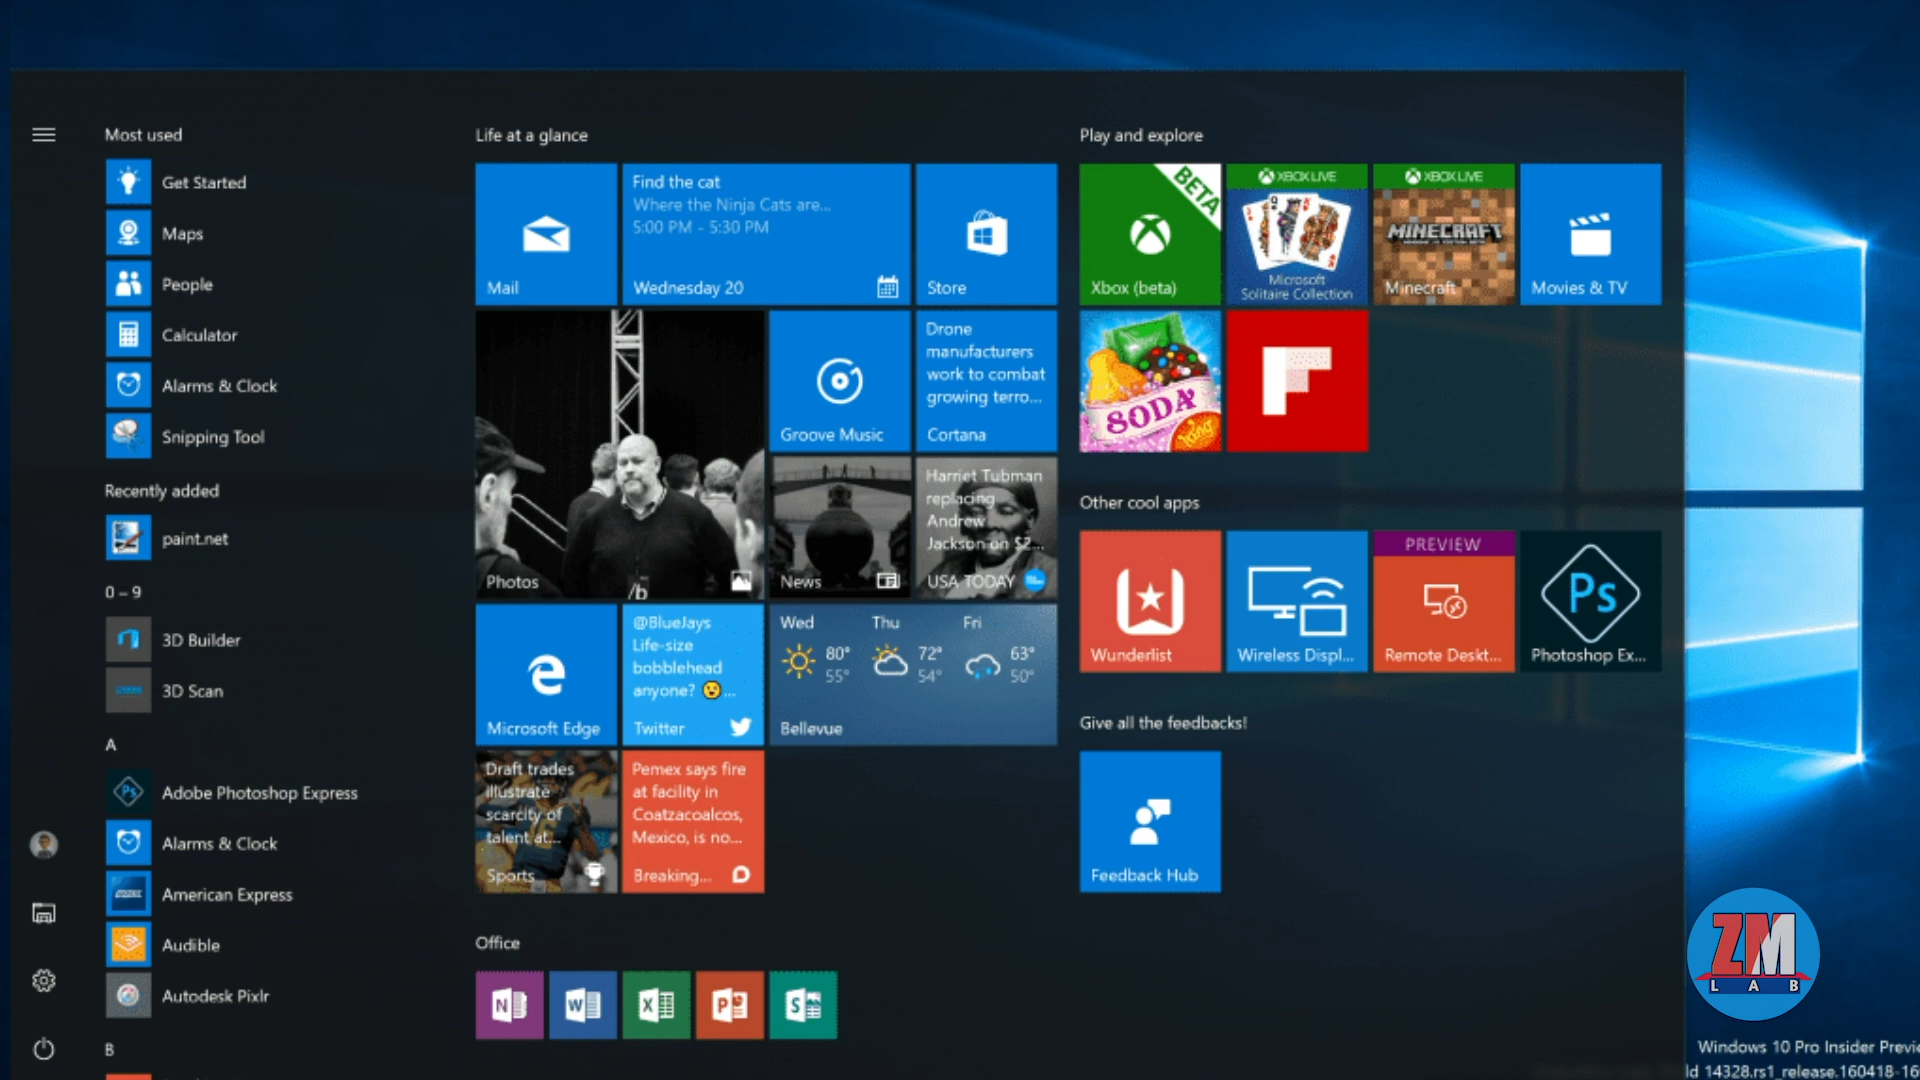 Most used
Get Started
Maps
People
Calculator
Alarms & Clock
Snipping Tool
Recently added
paint.net
0 – 9
3D Builder
3D Scan
A
Adobe Photoshop Express
Alarms & Clock
American Express
Audible
Autodesk Pixlr
B
Life at a glance
Mail
Find the cat
Where the Ninja Cats are...
5:00 PM - 5:30 PM
Wednesday 20
Store
Photos
/b
Groove Music
Drone
manufacturers
work to combat
growing terro...
Cortana
News
Harriet Tubman
replacing
Andrew
Jackson on $2...
USA TODAY
Microsoft Edge
@BlueJays
Life-size
bobblehead
anyone? 😮...
Twitter
Wed Thu Fri
80° 72° 63°
55° 54° 50°
Bellevue
Draft trades
illustrate
scarcity of
talent at...
Sports
Pemex says fire
at facility in
Coatzacoalcos,
Mexico, is no...
Breaking...
Office
N
W
X
P
S
Play and explore
BETA
Xbox (beta)
XBOX LIVE
Microsoft
Solitaire Collection
XBOX LIVE
MINECRAFT
Minecraft
Movies & TV
SODA
King
F
Other cool apps
Wunderlist
Wireless Displ...
PREVIEW
Remote Deskt...
Ps
Photoshop Ex...
Give all the feedbacks!
Feedback Hub
ZM
LAB
Windows 10 Pro Insider Previe
ld 14328.rs1_release.160418-16